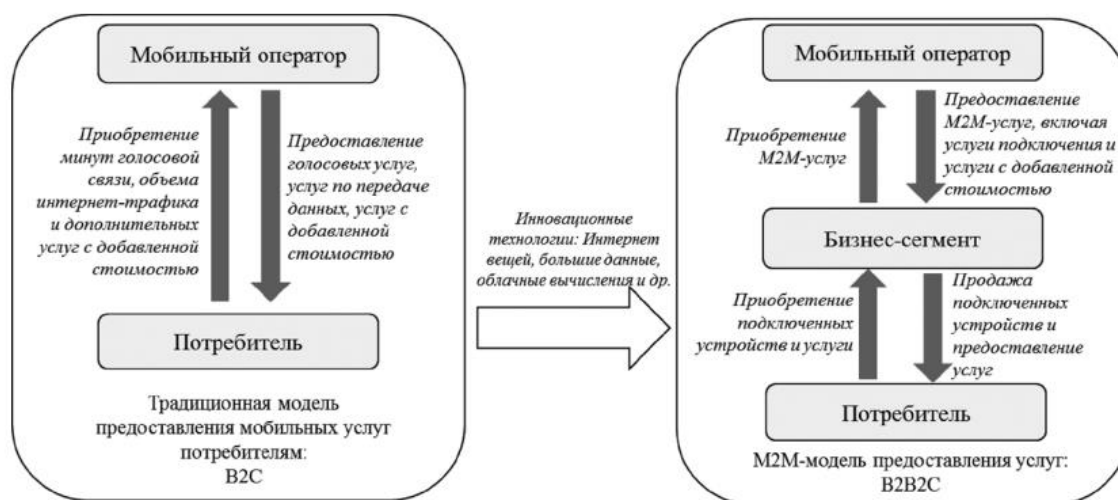 Мобильный оператор
Приобретение
минут голосовой
связи, объема
интернет-трафика
и дополнительных
услуг с добавленной
стоимостью
Предоставление
голосовых услуг,
услуг по передаче
данных, услуг с
добавленной
стоимостью
Потребитель
Традиционная модель
предоставления мобильных услуг
потребителям:
B2C
Инновационные
технологии: Интернет
вещей, большие данные,
облачные вычисления и др.
Мобильный оператор
Приобретение
M2M-услуг
Предоставление
M2M-услуг, включая
услуги подключения и
услуги с добавленной
стоимостью
Бизнес-сегмент
Приобретение
подключенных
устройств и услуги
Продажа
подключенных
устройств и
предоставление
услуг
Потребитель
M2M-модель предоставления услуг:
B2B2C